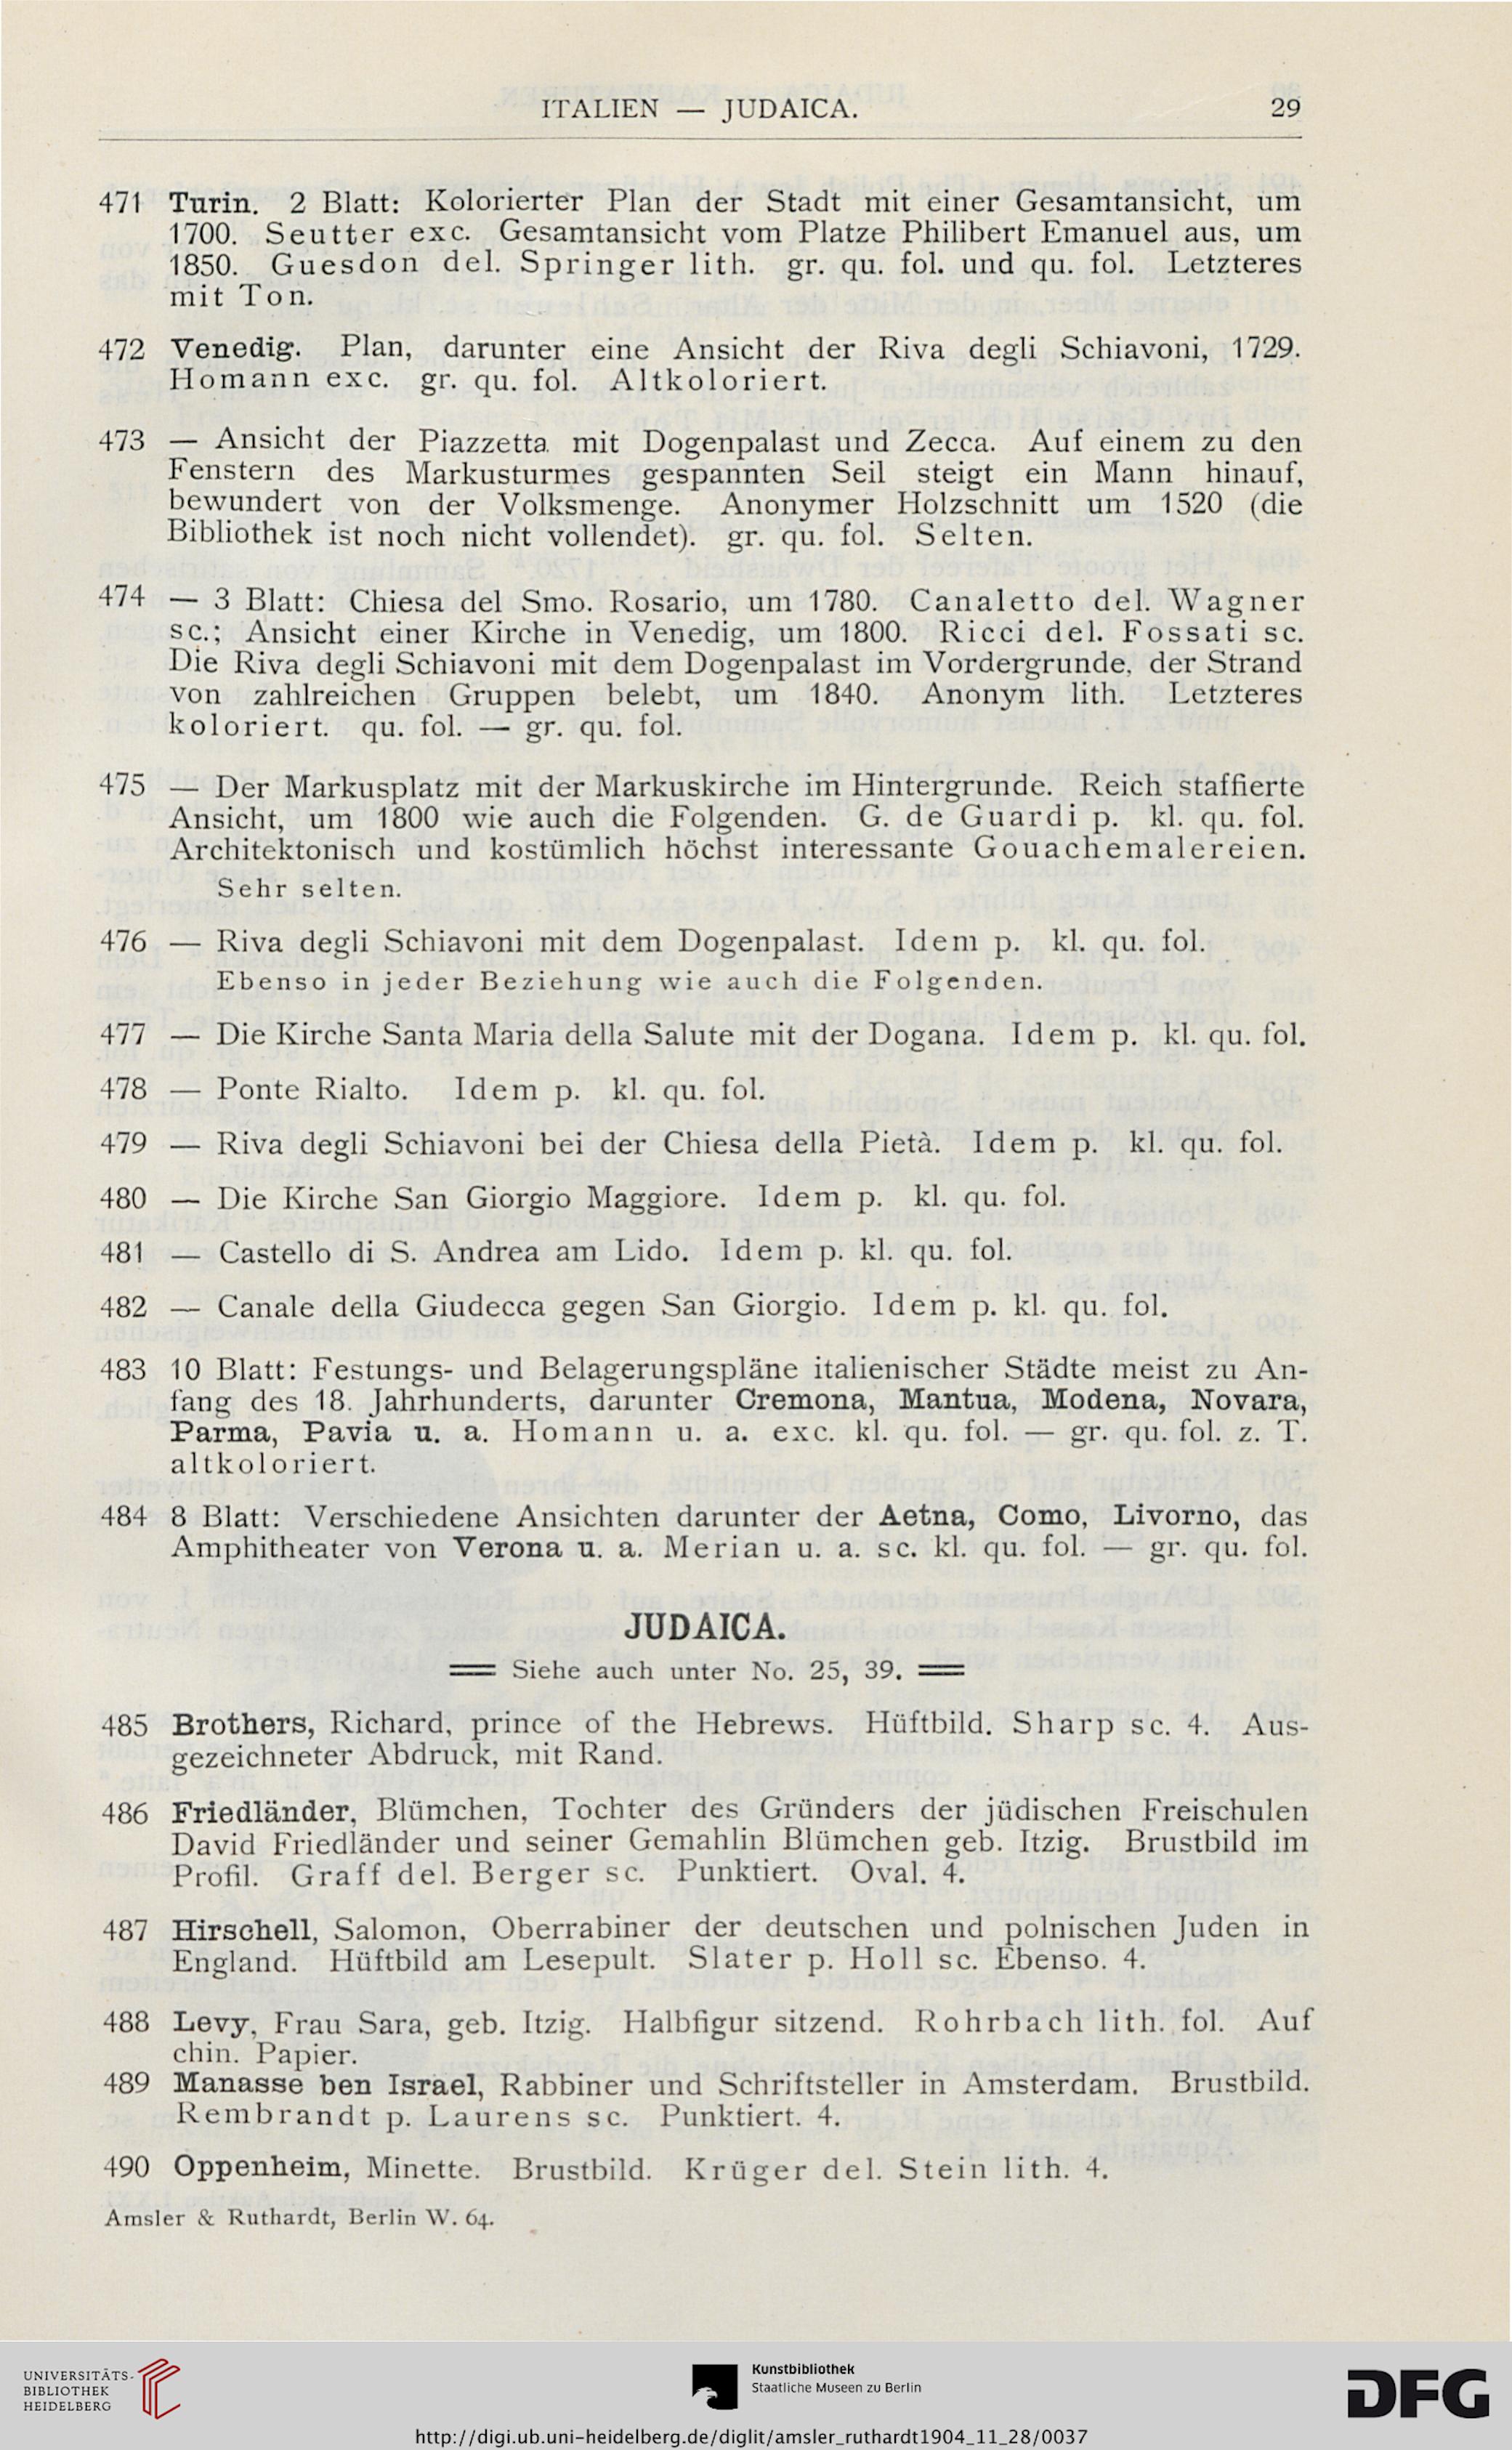 ITALIEN — JUDAICA. 29
471 Turin. 2 Blatt: Kolorierter Plan der Stadt mit einer Gesamtansicht, um
1700. Seutter exc. Gesamtansicht vom Platze Philibert Emanuel aus, um
1850. Guesdon del. Springer lith. gr. qu. fol. und qu. fol. Letzteres
mit Ton.
472 Venedig. Plan, darunter eine Ansicht der Riva degli Schiavoni, 1729.
Homann exc. gr. qu. fol. Altkoloriert.
473 — Ansicht der Piazzetta mit Dogenpalast und Zecca. Auf einem zu den
Fenstern des Markusturmes gespannten Seil steigt ein Mann hinauf,
bewundert von der Volksmenge. Anonymer Holzschnitt um 1520 (die
Bibliothek ist noch nicht vollendet). gr. qu. fol. Selten.
474 — 3 Blatt: Chiesa del Smo. Rosario, um 1780. Canaletto del. Wagner
sc.; Ansicht einer Kirche in Venedig, um 1800. Ricci del. Fossati sc.
Die Riva degli Schiavoni mit dem Dogenpalast im Vordergrunde, der Strand
von zahlreichen Gruppen belebt, um 1840. Anonym lith. Letzteres
koloriert. qu. fol. — gr. qu. fol.
475 — Der Markusplatz mit der Markuskirche im Hintergrunde. Reich staffierte
Ansicht, um 1800 wie auch die Folgenden. G. de Guardi p. kl. qu. fol.
Architektonisch und kostümlich höchst interessante Gouachemalereien.
Sehr selten.
476 — Riva degli Schiavoni mit dem Dogenpalast. Idem p. kl. qu. fol.
Ebenso in jeder Beziehung wie auch die Folgenden.
477 — Die Kirche Santa Maria della Salute mit der Dogana. Idem p. kl. qu. fol.
478 — Ponte Rialto. Idem p. kl. qu. fol.
479 — Riva degli Schiavoni bei der Chiesa della Pietà. Idem p. kl. qu. fol.
480 — Die Kirche San Giorgio Maggiore. Idem p. kl. qu. fol.
481 — Castello di S. Andrea am Lido. Idem p. kl. qu. fol.
482 — Canale della Giudecca gegen San Giorgio. Idem p. kl. qu. fol.
483 10 Blatt: Festungs- und Belagerungspläne italienischer Städte meist zu An-
fang des 18. Jahrhunderts, darunter Cremona, Mantua, Modena, Novara,
Parma, Pavia u. a. Homann u. a. exc. kl. qu. fol. — gr. qu. fol. z. T.
altkoloriert.
484 8 Blatt: Verschiedene Ansichten darunter der Aetna, Como, Livorno, das
Amphitheater von Verona u. a. Merian u. a. sc. kl. qu. fol. — gr. qu. fol.
JUDAICA.
Siehe auch unter No. 25, 39.
485 Brothers, Richard, prince of the Hebrews. Hüftbild. Sharp sc. 4. Aus-
gezeichneter Abdruck, mit Rand.
486 Friedländer, Blümchen, Tochter des Gründers der jüdischen Freischulen
David Friedländer und seiner Gemahlin Blümchen geb. Itzig. Brustbild im
Profil. Graff del. Berger sc. Punktiert. Oval. 4.
487 Hirschell, Salomon, Oberrabiner der deutschen und polnischen Juden in
England. Hüftbild am Lesepult. Slater p. Holl sc. Ebenso. 4.
488 Levy, Frau Sara, geb. Itzig. Halbfigur sitzend. Rohrbach lith. fol. Auf
chin. Papier.
489 Manasse ben Israel, Rabbiner und Schriftsteller in Amsterdam. Brustbild.
Rembrandt p. Laurens sc. Punktiert. 4.
490 Oppenheim, Minette. Brustbild. Krüger del. Stein lith. 4.
Amsler & Ruthardt, Berlin W. 64.
UNIVERSITÄTS-
BIBLIOTHEK
HEIDELBERG
Kunstbibliothek
Staatliche Museen zu Berlin
DFG
http://digi.ub.uni-heidelberg.de/diglit/amsler_ruthardt1904_11_28/0037